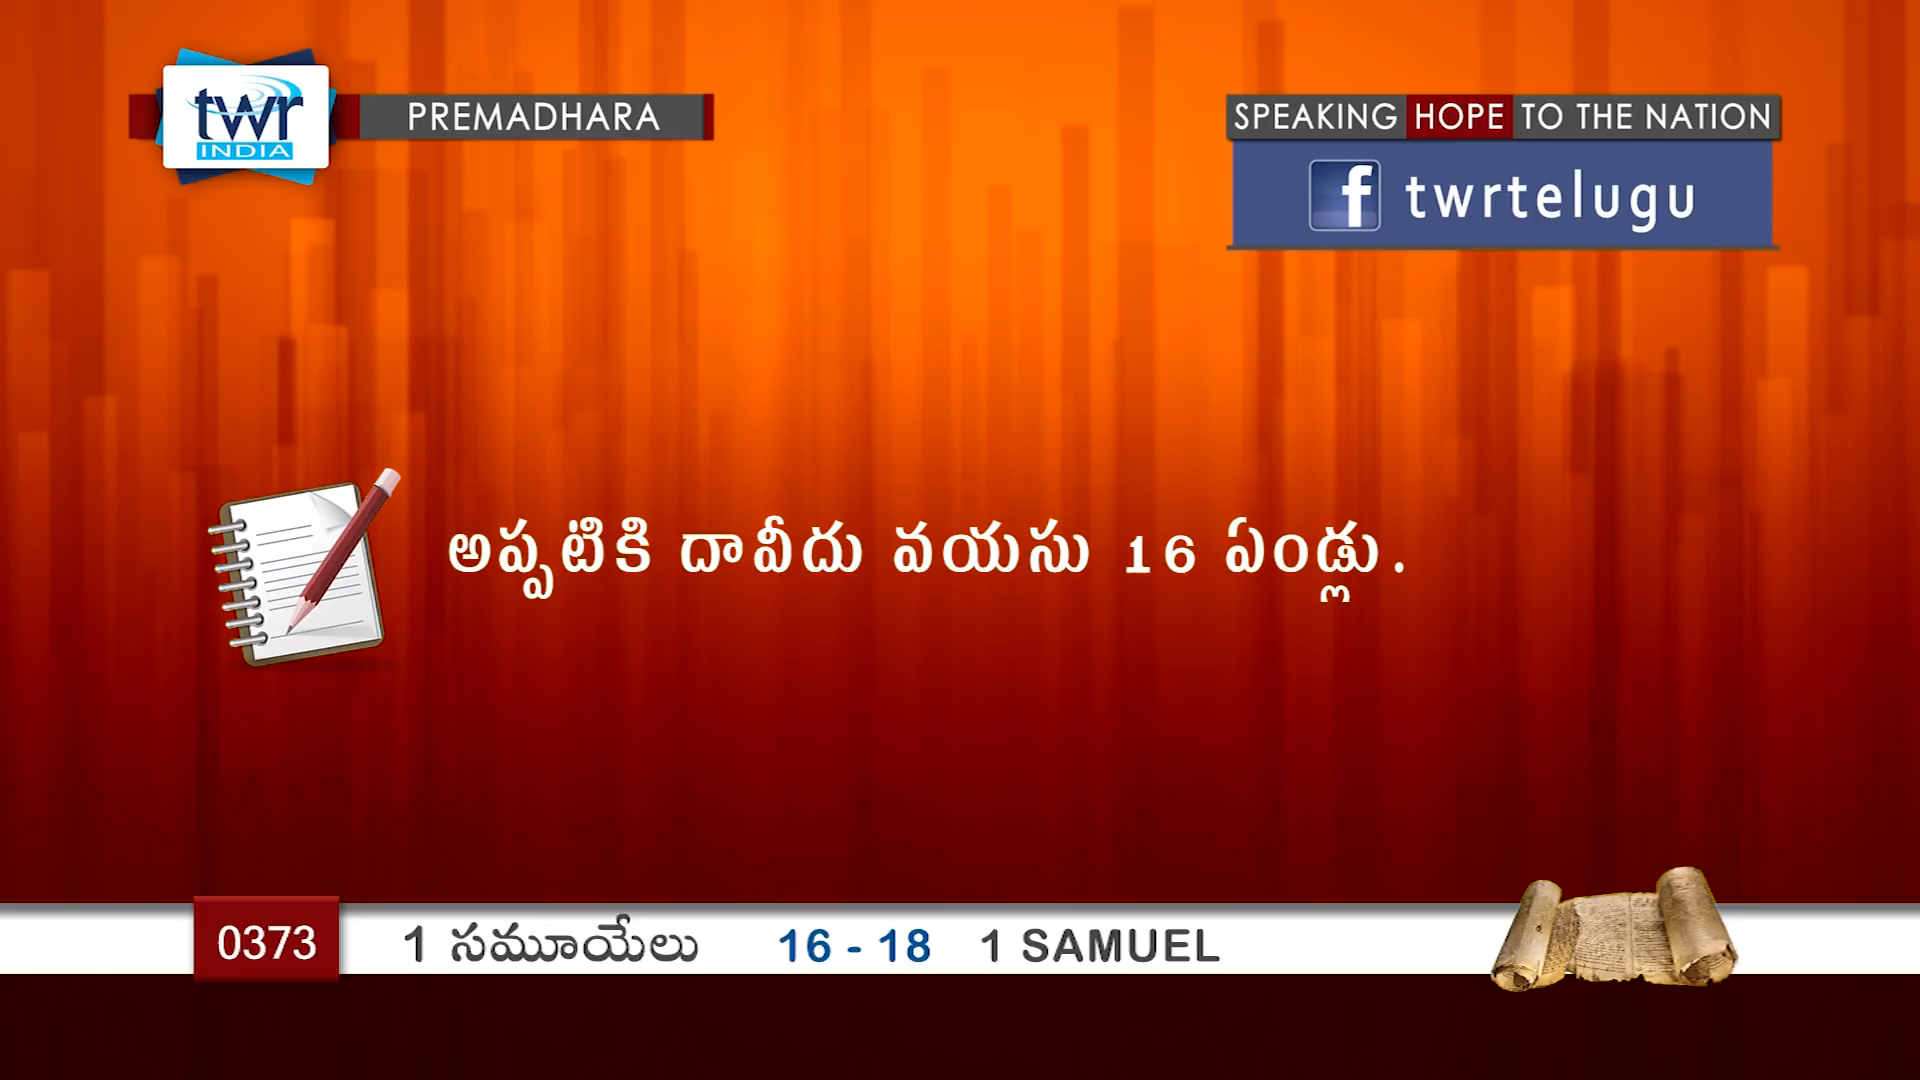 twr
INDIA
PREMADHARA
SPEAKING HOPE TO THE NATION
f twrtelugu
అప్పటికి దావీదు వయసు 16 ఏండ్లు.
0373 1 సమూయేలు 16 - 18 1 SAMUEL